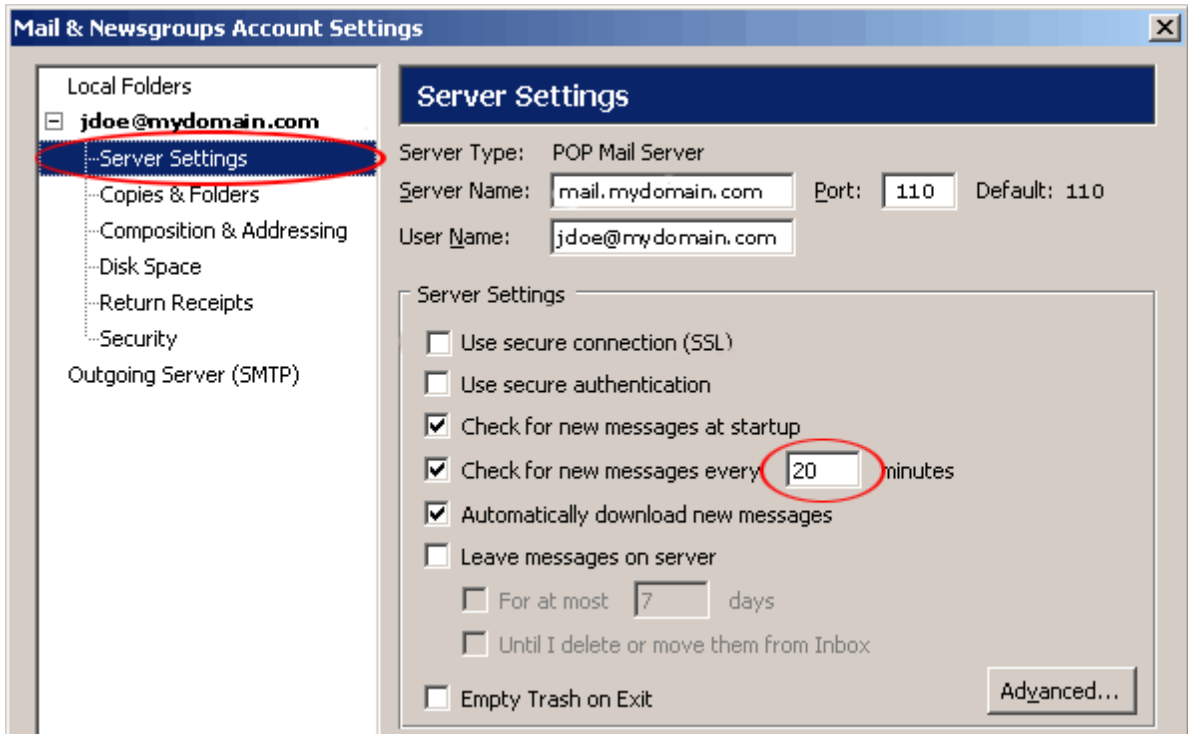 Mail & Newsgroups Account Settings
Local Folders
jdoe@mydomain.com
Server Settings
Copies & Folders
Composition & Addressing
Disk Space
Return Receipts
Security
Outgoing Server (SMTP)
Server Settings
Server Type: POP Mail Server
Server Name: mail.mydomain.com Port: 110 Default: 110
User Name: jdoe@mydomain.com
Server Settings
Use secure connection (SSL)
Use secure authentication
Check for new messages at startup
Check for new messages every 20 minutes
Automatically download new messages
Leave messages on server
For at most 7 days
Until I delete or move them from Inbox
Empty Trash on Exit
Advanced...